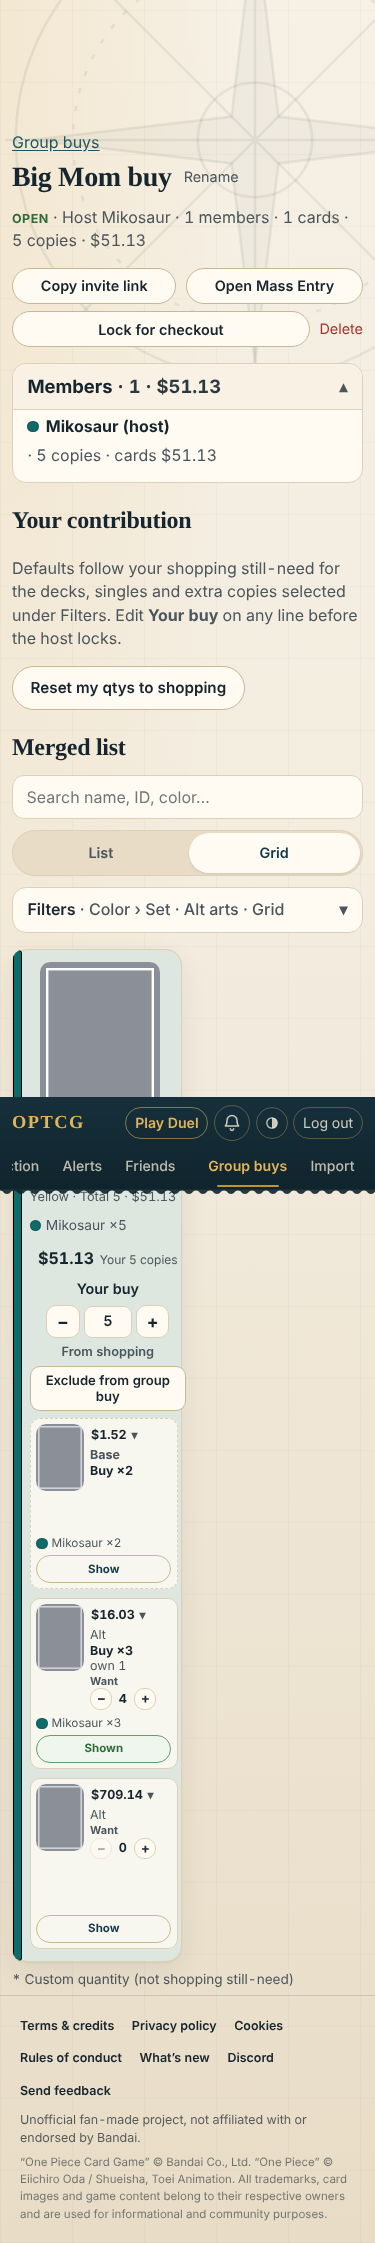 Group buys
Big Mom buy Rename
OPEN · Host Mikosaur · 1 members · 1 cards ·
5 copies · $51.13
Copy invite link Open Mass Entry
Lock for checkout Delete
Members · 1 · $51.13 ▴
Mikosaur (host)
· 5 copies · cards $51.13
Your contribution
Defaults follow your shopping still-need for
the decks, singles and extra copies selected
under Filters. Edit Your buy on any line before
the host locks.
Reset my qtys to shopping
Merged list
Search name, ID, color...
List Grid
Filters · Color › Set · Alt arts · Grid ▾
OPTCG Play Duel Log out
ction Alerts Friends Group buys Import
Yellow · Total 5 · $51.13
Mikosaur ×5
$51.13 Your 5 copies
Your buy
− 5 +
From shopping
Exclude from group
buy
$1.52 ▾
Base
Buy ×2
Mikosaur ×2
Show
$16.03 ▾
Alt
Buy ×3
own 1
Want
− 4 +
Mikosaur ×3
Shown
$709.14 ▾
Alt
Want
− 0 +
Show
* Custom quantity (not shopping still-need)
Terms & credits Privacy policy Cookies
Rules of conduct What's new Discord
Send feedback
Unofficial fan-made project, not affiliated with or
endorsed by Bandai.
“One Piece Card Game” © Bandai Co., Ltd. “One Piece” ©
Eiichiro Oda / Shueisha, Toei Animation. All trademarks, card
images and game content belong to their respective owners
and are used for informational and community purposes.